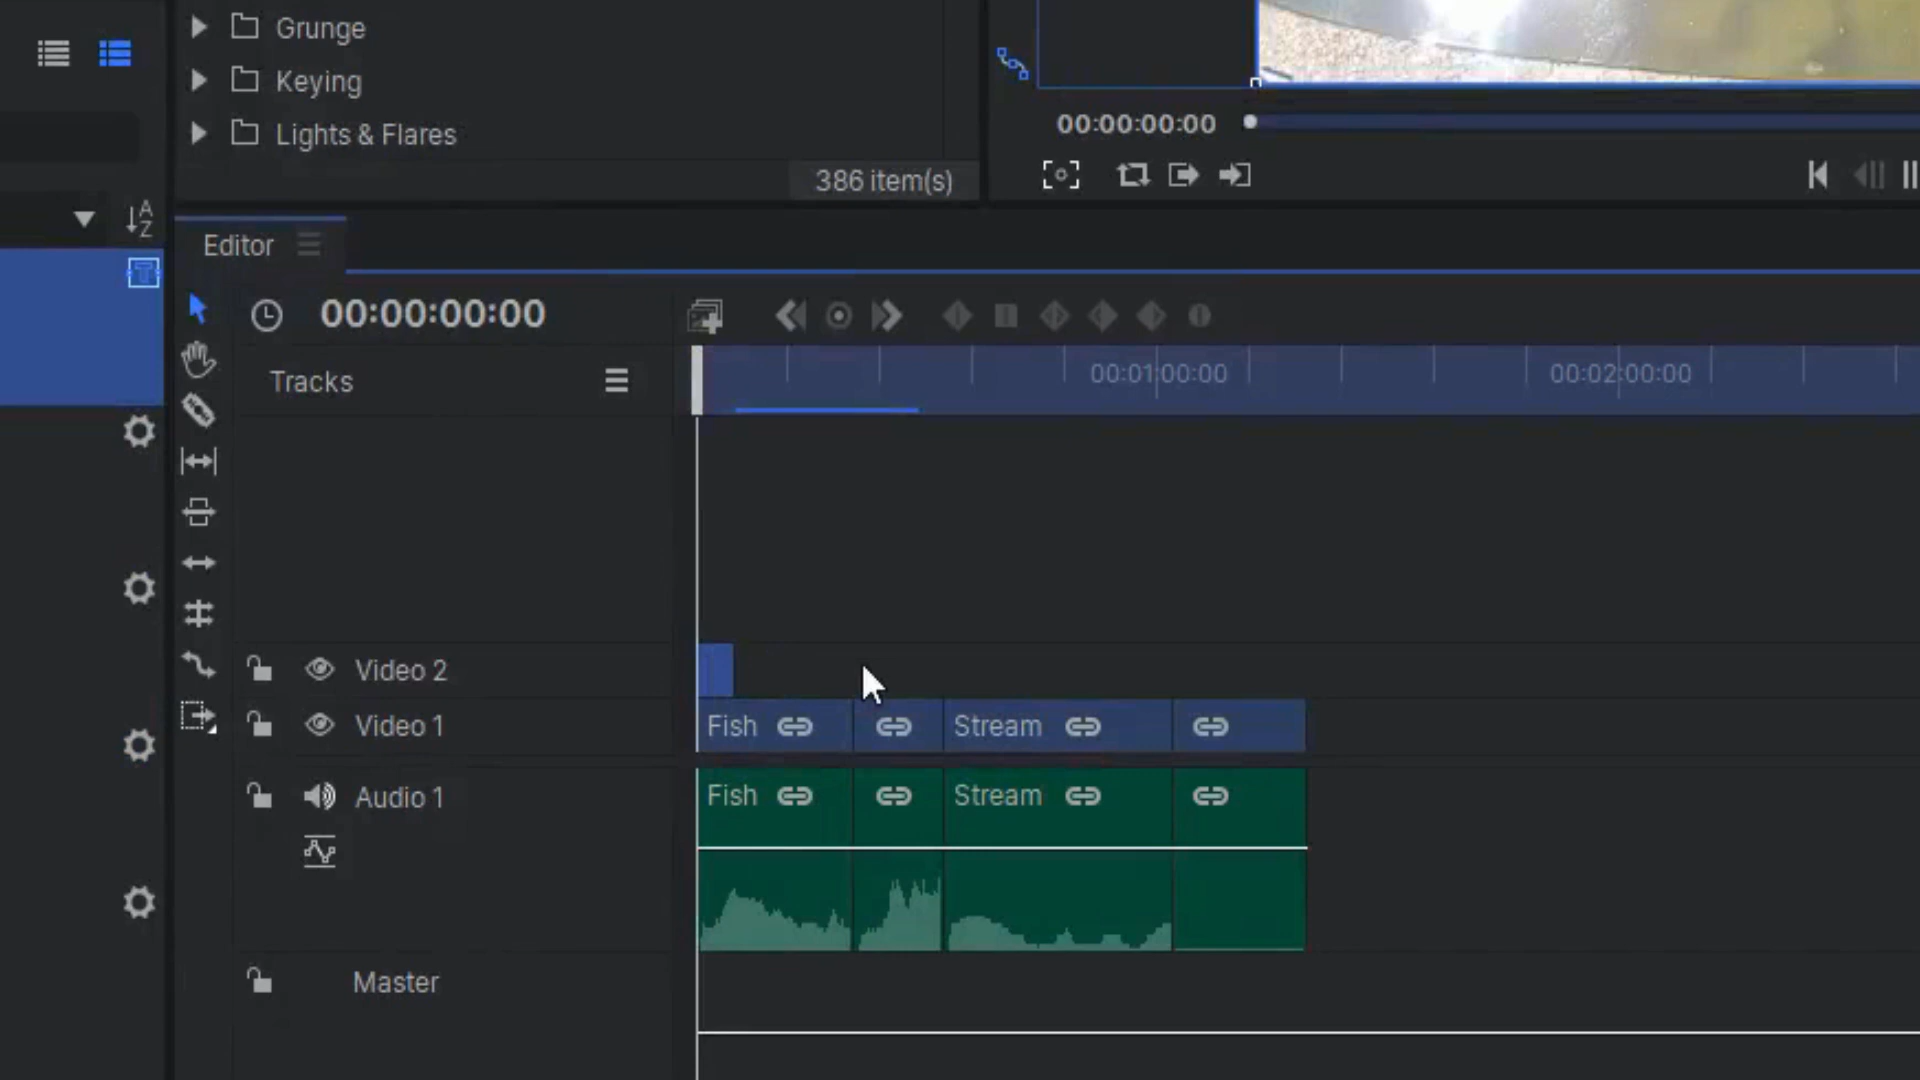 Grunge
Keying
Lights & Flares
386 item(s)
00:00:00:00
A
Z
Editor
T
00:00:00:00
Tracks
00:01:00:00
00:02:00:00
Video 2
Video 1
Fish
Stream
Audio 1
Fish
Stream
Master